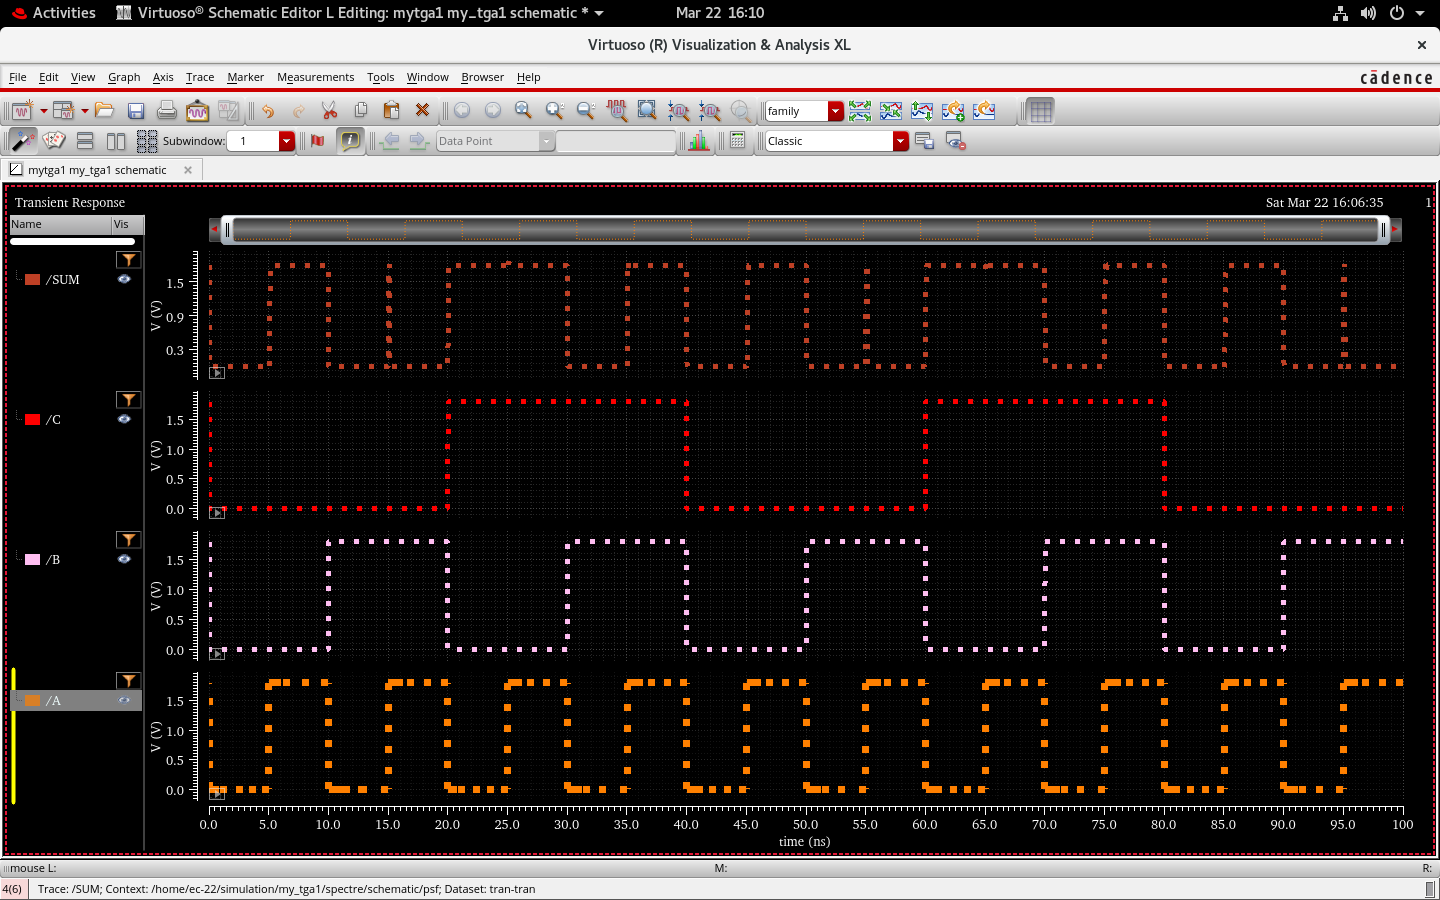 Activities
Virtuoso® Schematic Editor L Editing: mytga1 my_tga1 schematic *
Mar 22 16:10
Virtuoso (R) Visualization & Analysis XL
File Edit View Graph Axis Trace Marker Measurements Tools Window Browser Help
cādence
family
Subwindow: 1
Data Point
Classic
mytga1 my_tga1 schematic
Transient Response
Sat Mar 22 16:06:35
1
Name Vis
/SUM
V (V)
1.5
0.9
0.3
/C
V (V)
1.5
1.0
0.5
0.0
/B
V (V)
1.5
1.0
0.5
0.0
/A
V (V)
1.5
1.0
0.5
0.0
0.0 5.0 10.0 15.0 20.0 25.0 30.0 35.0 40.0 45.0 50.0 55.0 60.0 65.0 70.0 75.0 80.0 85.0 90.0 95.0 100
time (ns)
mouse L: M: R:
4(6) Trace: /SUM; Context: /home/ec-22/simulation/my_tga1/spectre/schematic/psf; Dataset: tran-tran